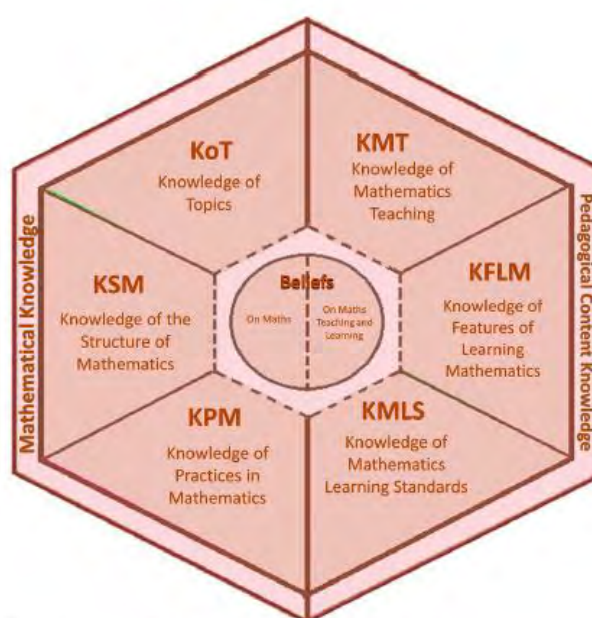 KoT
Knowledge of
Topics
KMT
Knowledge of
Mathematics
Teaching
KSM
Knowledge of the
Structure of
Mathematics
Beliefs
On Maths
On Maths
Teaching and
Learning
KFLM
Knowledge of
Features of
Learning
Mathematics
KPM
Knowledge of
Practices in
Mathematics
KMLS
Knowledge of
Mathematics
Learning Standards
Mathematical Knowledge
Pedagogical Content Knowledge